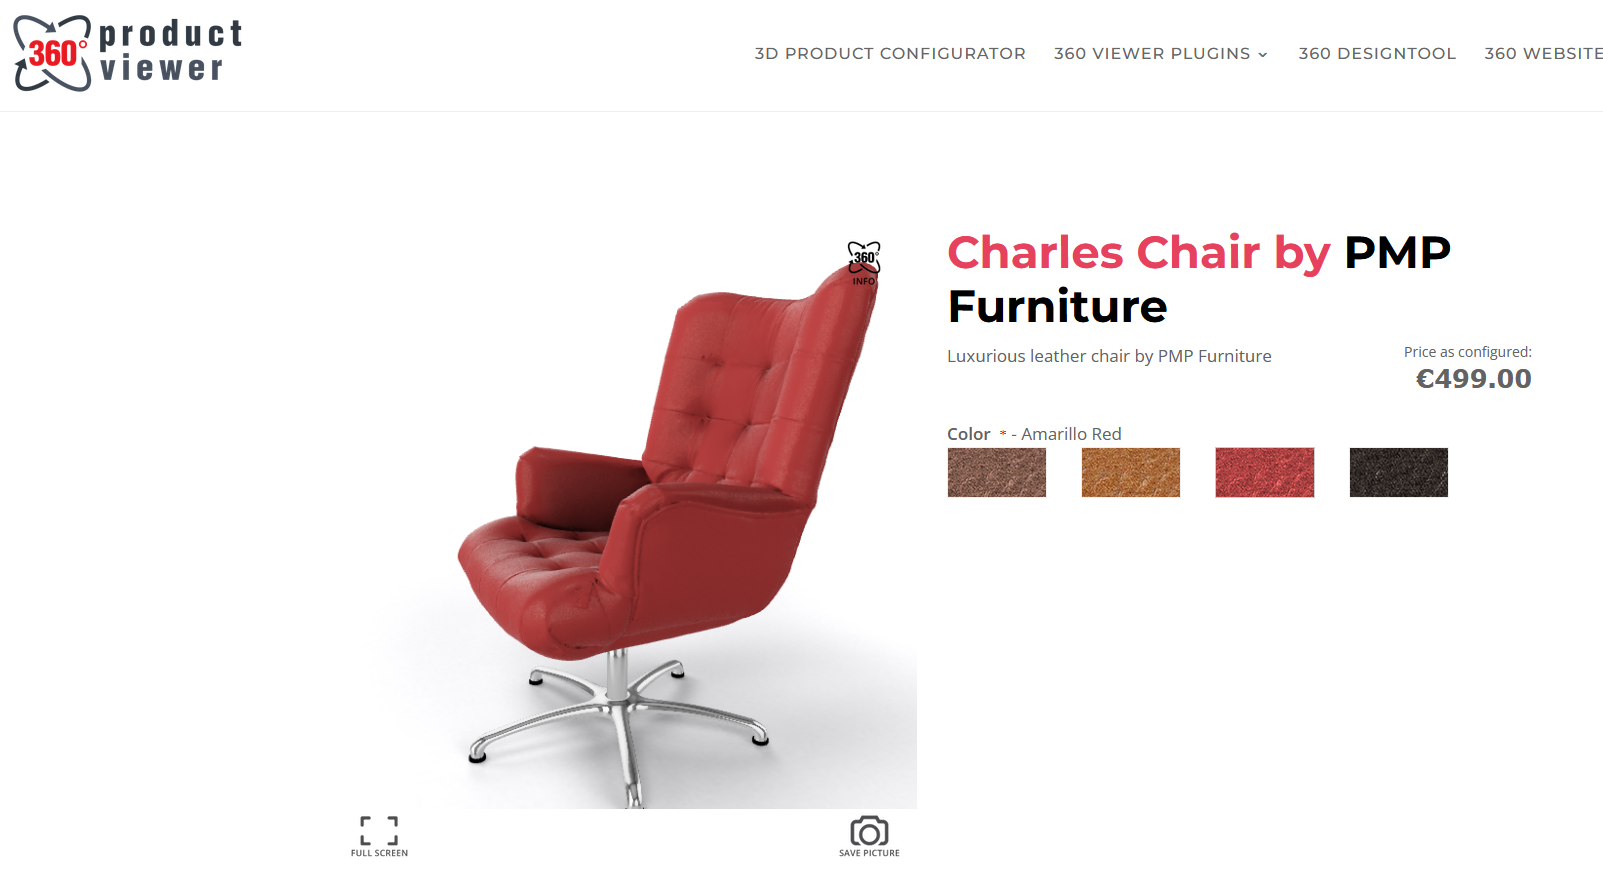 360° product
viewer
3D PRODUCT CONFIGURATOR
360 VIEWER PLUGINS
360 DESIGNTOOL
360 WEBSITE
360°
INFO
Charles Chair by PMP
Furniture
Luxurious leather chair by PMP Furniture
Price as configured:
€499.00
Color * - Amarillo Red
FULL SCREEN
SAVE PICTURE